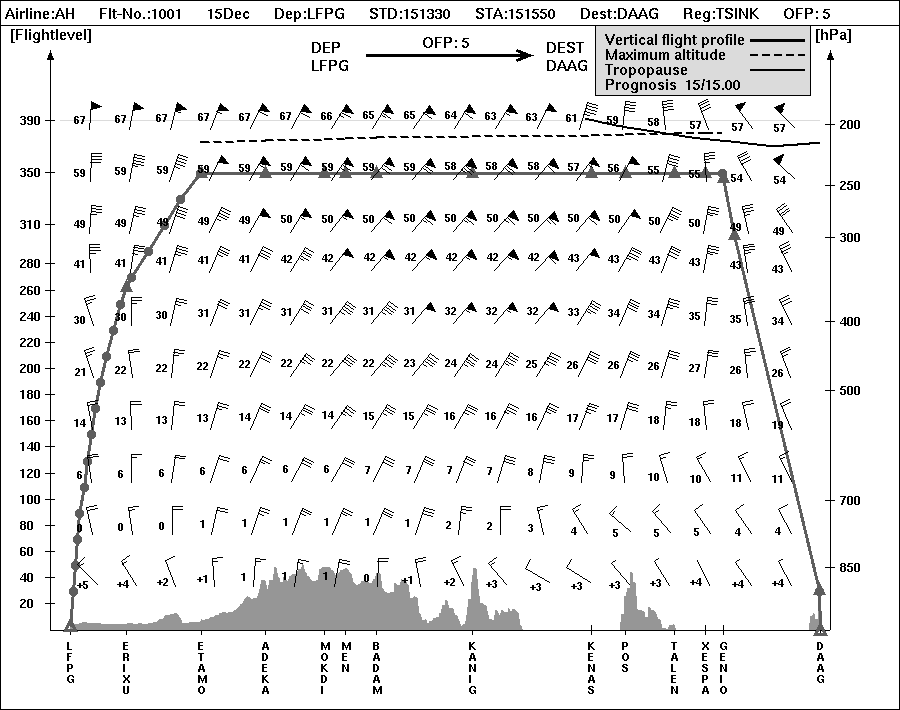 Airline:AH Flt-No.:1001 15Dec Dep:LFPG STD:151330 STA:151550 Dest:DAAG Reg:TSINK OFP: 5
[Flightlevel] [hPa]
DEP OFP: 5 DEST
LFPG DAAG
Vertical flight profile
Maximum altitude
Tropopause
Prognosis 15/15.00
390 67 67 67 67 67 67 66 65 65 64 63 63 61 59 58 57 57 57 200
350 59 59 59 59 59 59 59 59 59 58 58 58 57 56 55 55 54 54 250
310 49 49 49 49 49 50 50 50 50 50 50 50 50 50 50 50 49 49 300
280 41 41 41 41 41 42 42 42 42 42 42 42 43 43 43 43 43 43
260
240 30 30 30 31 31 31 31 31 31 32 32 32 33 34 34 35 35 34 400
220
200 21 22 22 22 22 22 22 22 23 24 24 25 26 26 26 27 26 26
180 500
160 14 13 13 13 14 14 14 15 15 16 16 16 17 17 18 18 18 19
140
120 6 6 6 6 6 6 6 7 7 7 7 8 9 9 10 10 11 11
100 700
80 0 0 0 1 1 1 1 1 1 2 2 3 4 5 5 5 4 4
60
40 +5 +4 +2 +1 1 1 1 0 +1 +2 +3 +3 +3 +3 +3 +4 +4 +4 850
20
LFPG ERIXU ETAMO ADEKA MOKDI MEN BADAM KANIG KENAS POS TALEN XESPA GENIO DAAG